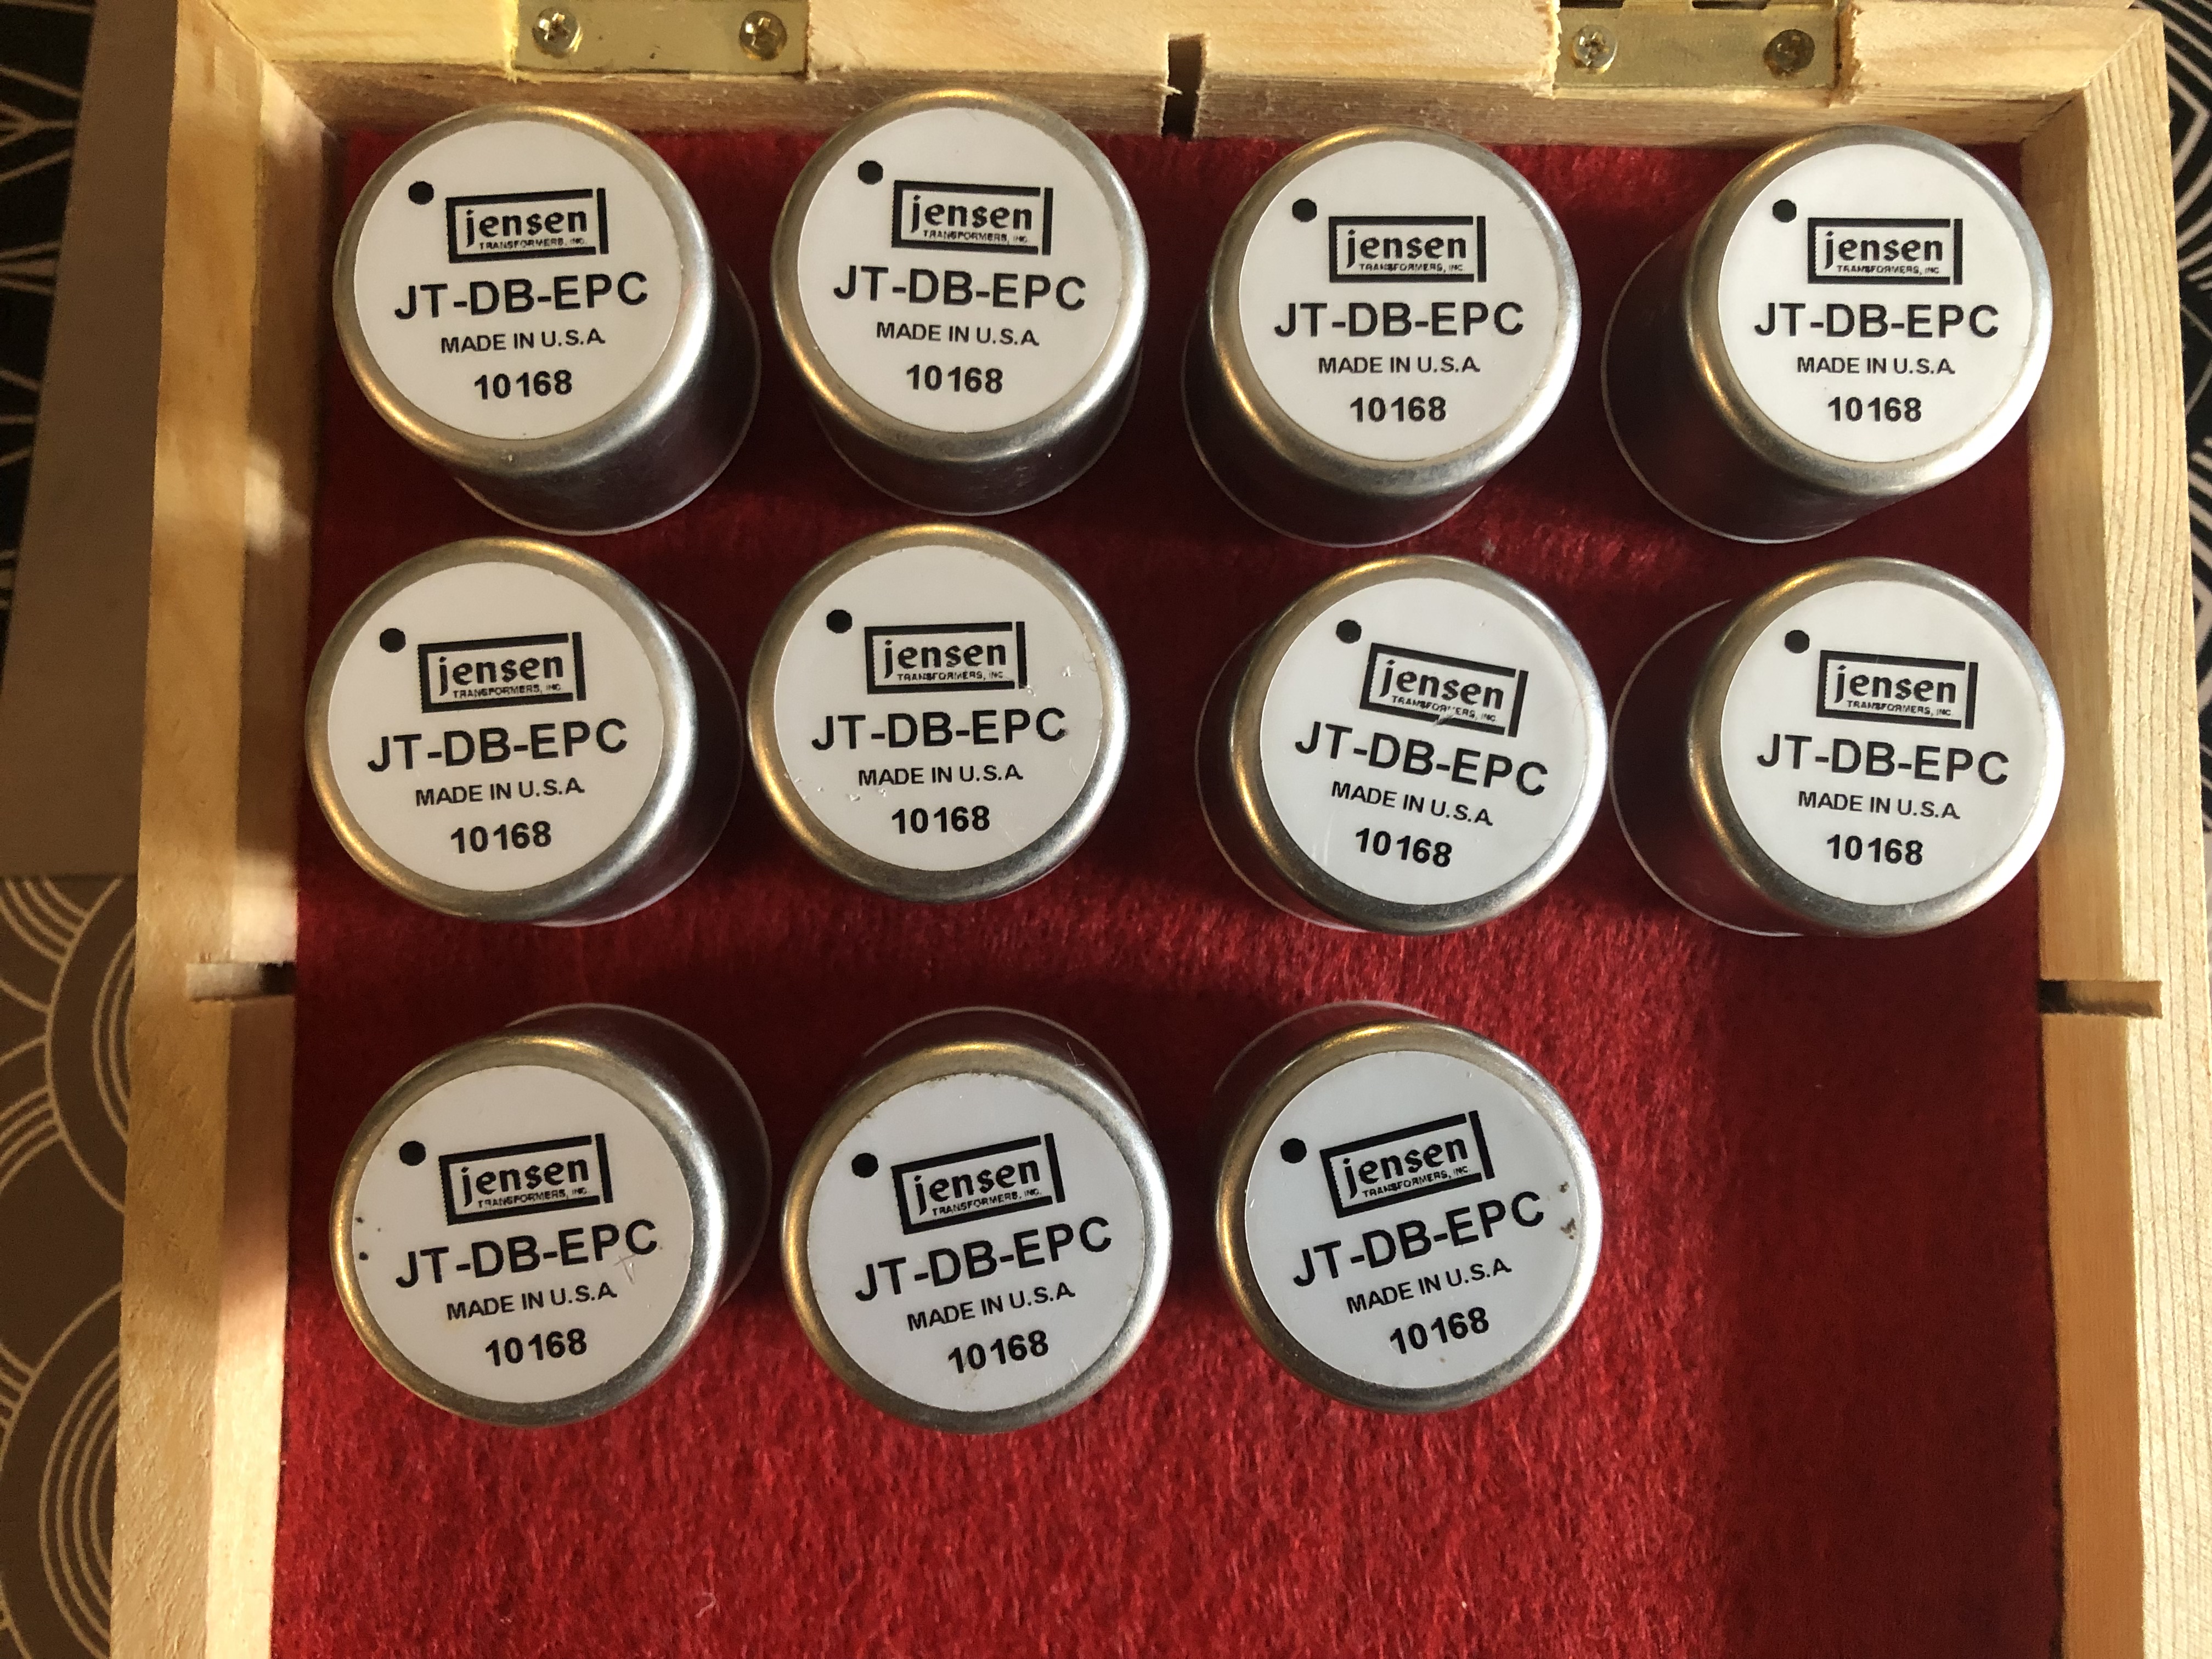 jensen
TRANSFORMERS, INC.
JT-DB-EPC
MADE IN U.S.A.
10168
jensen
TRANSFORMERS, INC.
JT-DB-EPC
MADE IN U.S.A.
10168
jensen
TRANSFORMERS, INC.
JT-DB-EPC
MADE IN U.S.A.
10168
jensen
TRANSFORMERS, INC.
JT-DB-EPC
MADE IN U.S.A.
10168
jensen
TRANSFORMERS, INC.
JT-DB-EPC
MADE IN U.S.A.
10168
jensen
TRANSFORMERS, INC.
JT-DB-EPC
MADE IN U.S.A.
10168
jensen
TRANSFORMERS, INC.
JT-DB-EPC
MADE IN U.S.A.
10168
jensen
TRANSFORMERS, INC.
JT-DB-EPC
MADE IN U.S.A.
10168
jensen
TRANSFORMERS, INC.
JT-DB-EPC
MADE IN U.S.A.
10168
jensen
TRANSFORMERS, INC.
JT-DB-EPC
MADE IN U.S.A.
10168
jensen
TRANSFORMERS, INC.
JT-DB-EPC
MADE IN U.S.A.
10168